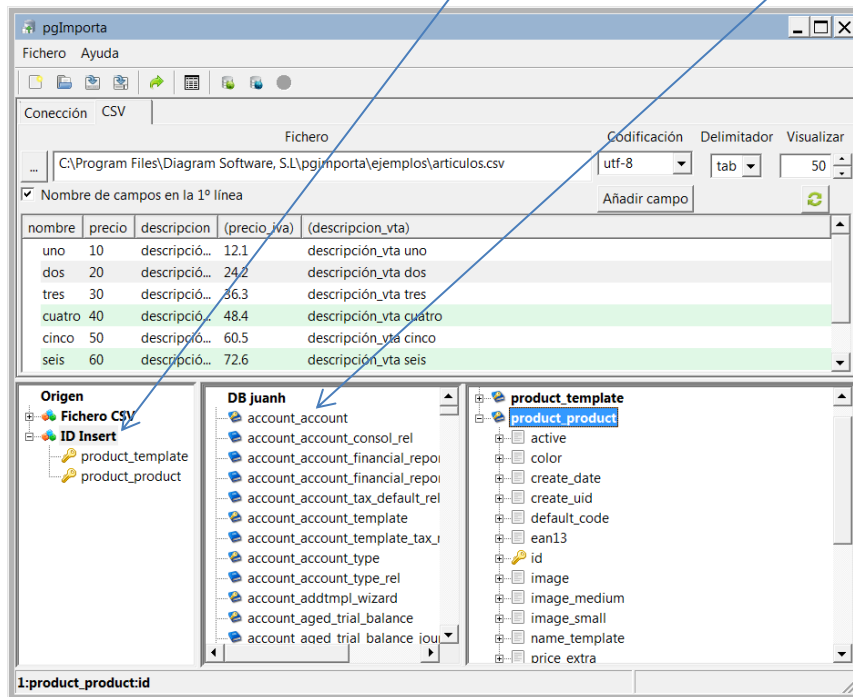 pgImporta
Fichero Ayuda
Conección CSV
Fichero Codificación Delimitador Visualizar
... C:\Program Files\Diagram Software, S.L\pgimporta\ejemplos\articulos.csv utf-8 tab 50
Nombre de campos en la 1º línea Añadir campo
nombre precio descripcion (precio_iva) (descripcion_vta)
uno 10 descripció... 12.1 descripción_vta uno
dos 20 descripció... 24.2 descripción_vta dos
tres 30 descripció... 36.3 descripción_vta tres
cuatro 40 descripció... 48.4 descripción_vta cuatro
cinco 50 descripció... 60.5 descripción_vta cinco
seis 60 descripció... 72.6 descripción_vta seis
Origen
Fichero CSV
ID Insert
product_template
product_product
DB juanh
account_account
account_account_consol_rel
account_account_financial_repor
account_account_financial_repor
account_account_tax_default_rel
account_account_template
account_account_template_tax_r
account_account_type
account_account_type_rel
account_addtmpl_wizard
account_aged_trial_balance
account_aged_trial_balance_jou
product_template
product_product
active
color
create_date
create_uid
default_code
ean13
id
image
image_medium
image_small
name_template
price_extra
1:product_product:id